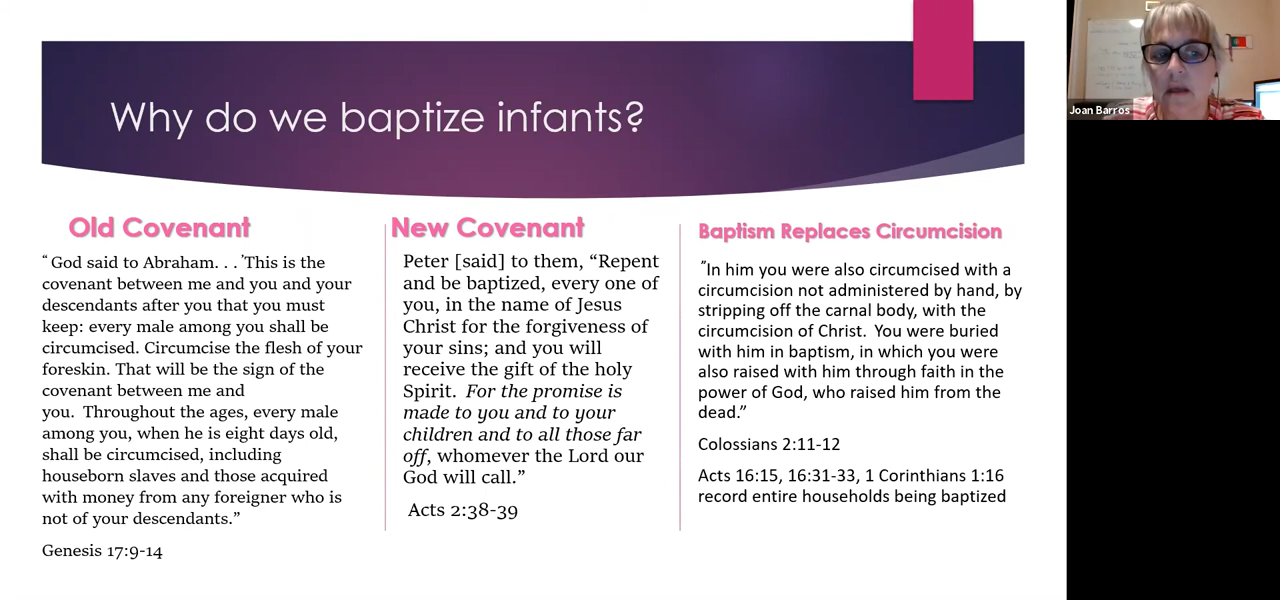 Why do we baptize infants?
Old Covenant
“ God said to Abraham. . . ’This is the
covenant between me and you and your
descendants after you that you must
keep: every male among you shall be
circumcised. Circumcise the flesh of your
foreskin. That will be the sign of the
covenant between me and
you.  Throughout the ages, every male
among you, when he is eight days old,
shall be circumcised, including
houseborn slaves and those acquired
with money from any foreigner who is
not of your descendants.”
Genesis 17:9-14
New Covenant
Peter [said] to them, “Repent
and be baptized, every one of
you, in the name of Jesus
Christ for the forgiveness of
your sins; and you will
receive the gift of the holy
Spirit.  For the promise is
made to you and to your
children and to all those far
off, whomever the Lord our
God will call.”
Acts 2:38-39
Baptism Replaces Circumcision
”In him you were also circumcised with a
circumcision not administered by hand, by
stripping off the carnal body, with the
circumcision of Christ.  You were buried
with him in baptism, in which you were
also raised with him through faith in the
power of God, who raised him from the
dead.”
Colossians 2:11-12
Acts 16:15, 16:31-33, 1 Corinthians 1:16
record entire households being baptized
Joan Barros